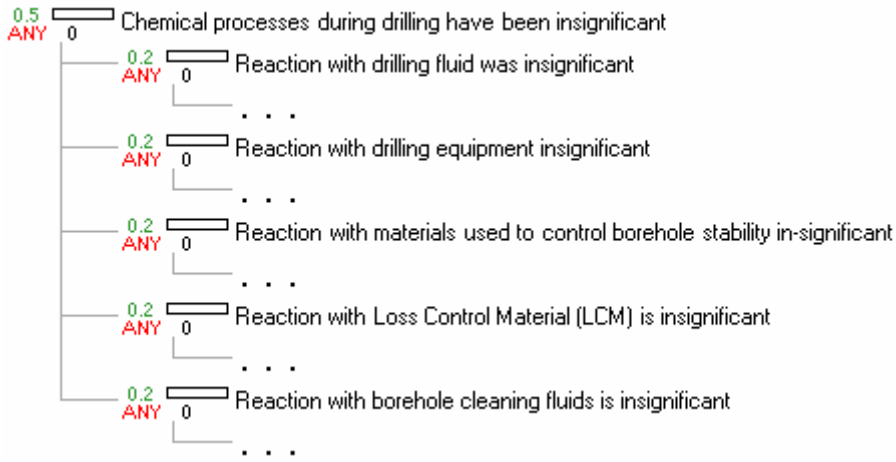 0.5 Chemical processes during drilling have been insignificant
ANY 0
0.2 Reaction with drilling fluid was insignificant
ANY 0
. . .
0.2 Reaction with drilling equipment insignificant
ANY 0
. . .
0.2 Reaction with materials used to control borehole stability in-significant
ANY 0
. . .
0.2 Reaction with Loss Control Material (LCM) is insignificant
ANY 0
. . .
0.2 Reaction with borehole cleaning fluids is insignificant
ANY 0
. . .